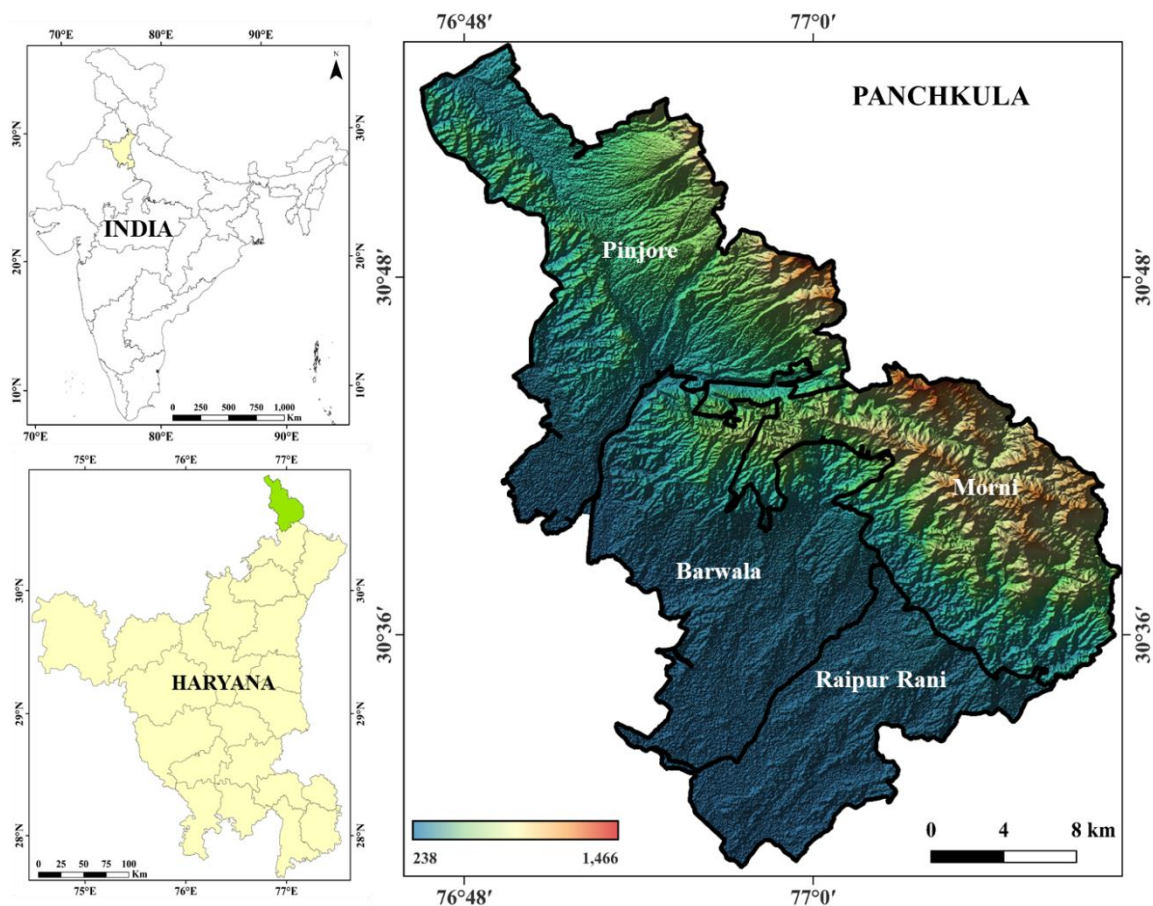 70°E 80°E 90°E
N
30°N 30°N
INDIA
20°N 20°N
10°N 10°N
0 250 500 750 1,000
Km
70°E 80°E 90°E
75°E 76°E 77°E
30°N 30°N
HARYANA
29°N 29°N
28°N 28°N
0 25 50 75 100
Km
75°E 76°E 77°E
76°48′ 77°0′
PANCHKULA
Pinjore
30°48′ 30°48′
Morni
Barwala
30°36′ 30°36′
Raipur Rani
238 1,466
0 4 8 km
76°48′ 77°0′